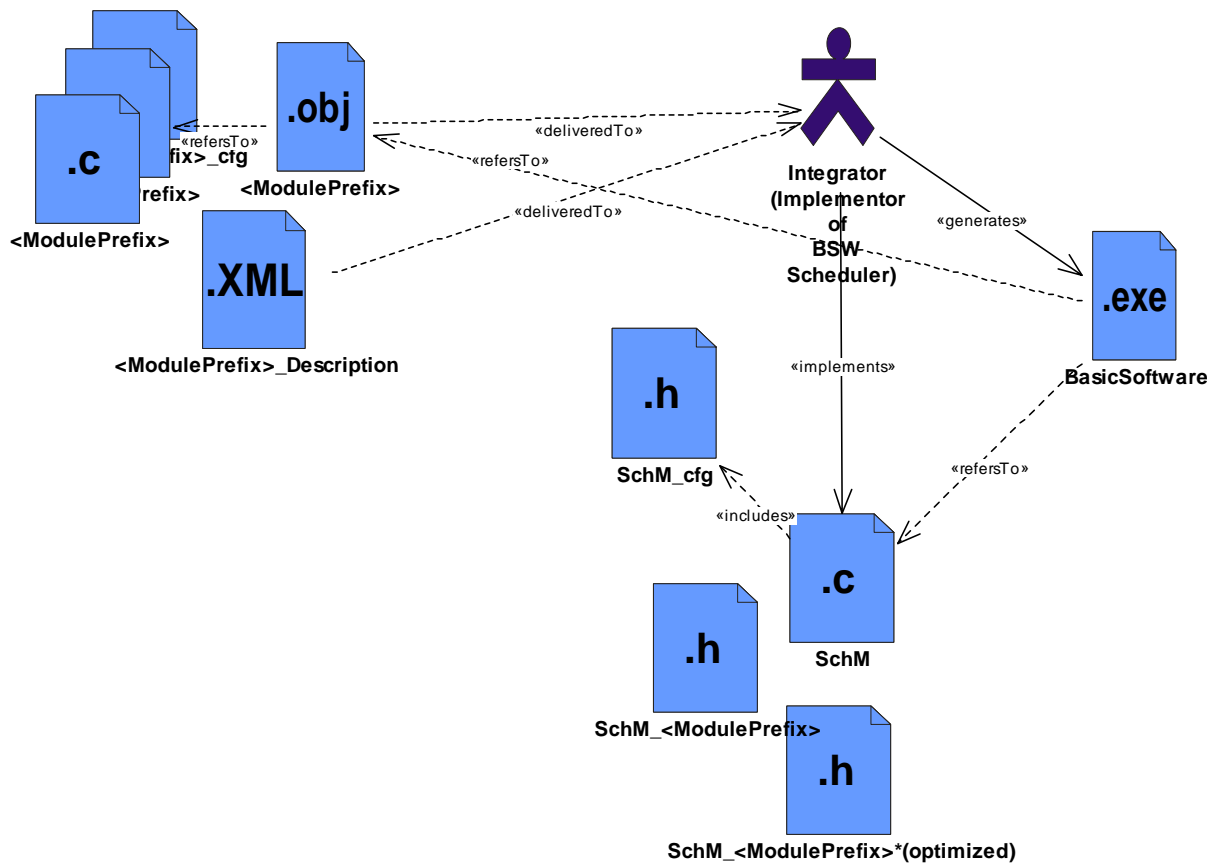 .obj
«deliveredTo»
«refersTo»
«refersTo»
fix>_cfg
.c
Prefix>
<ModulePrefix>
<ModulePrefix>
Integrator
(Implementor
of
BSW
Scheduler)
«deliveredTo»
«generates»
.XML
<ModulePrefix>_Description
.exe
BasicSoftware
.h
SchM_cfg
«implements»
«refersTo»
«includes»
.c
SchM
.h
SchM_<ModulePrefix>
.h
SchM_<ModulePrefix>*(optimized)